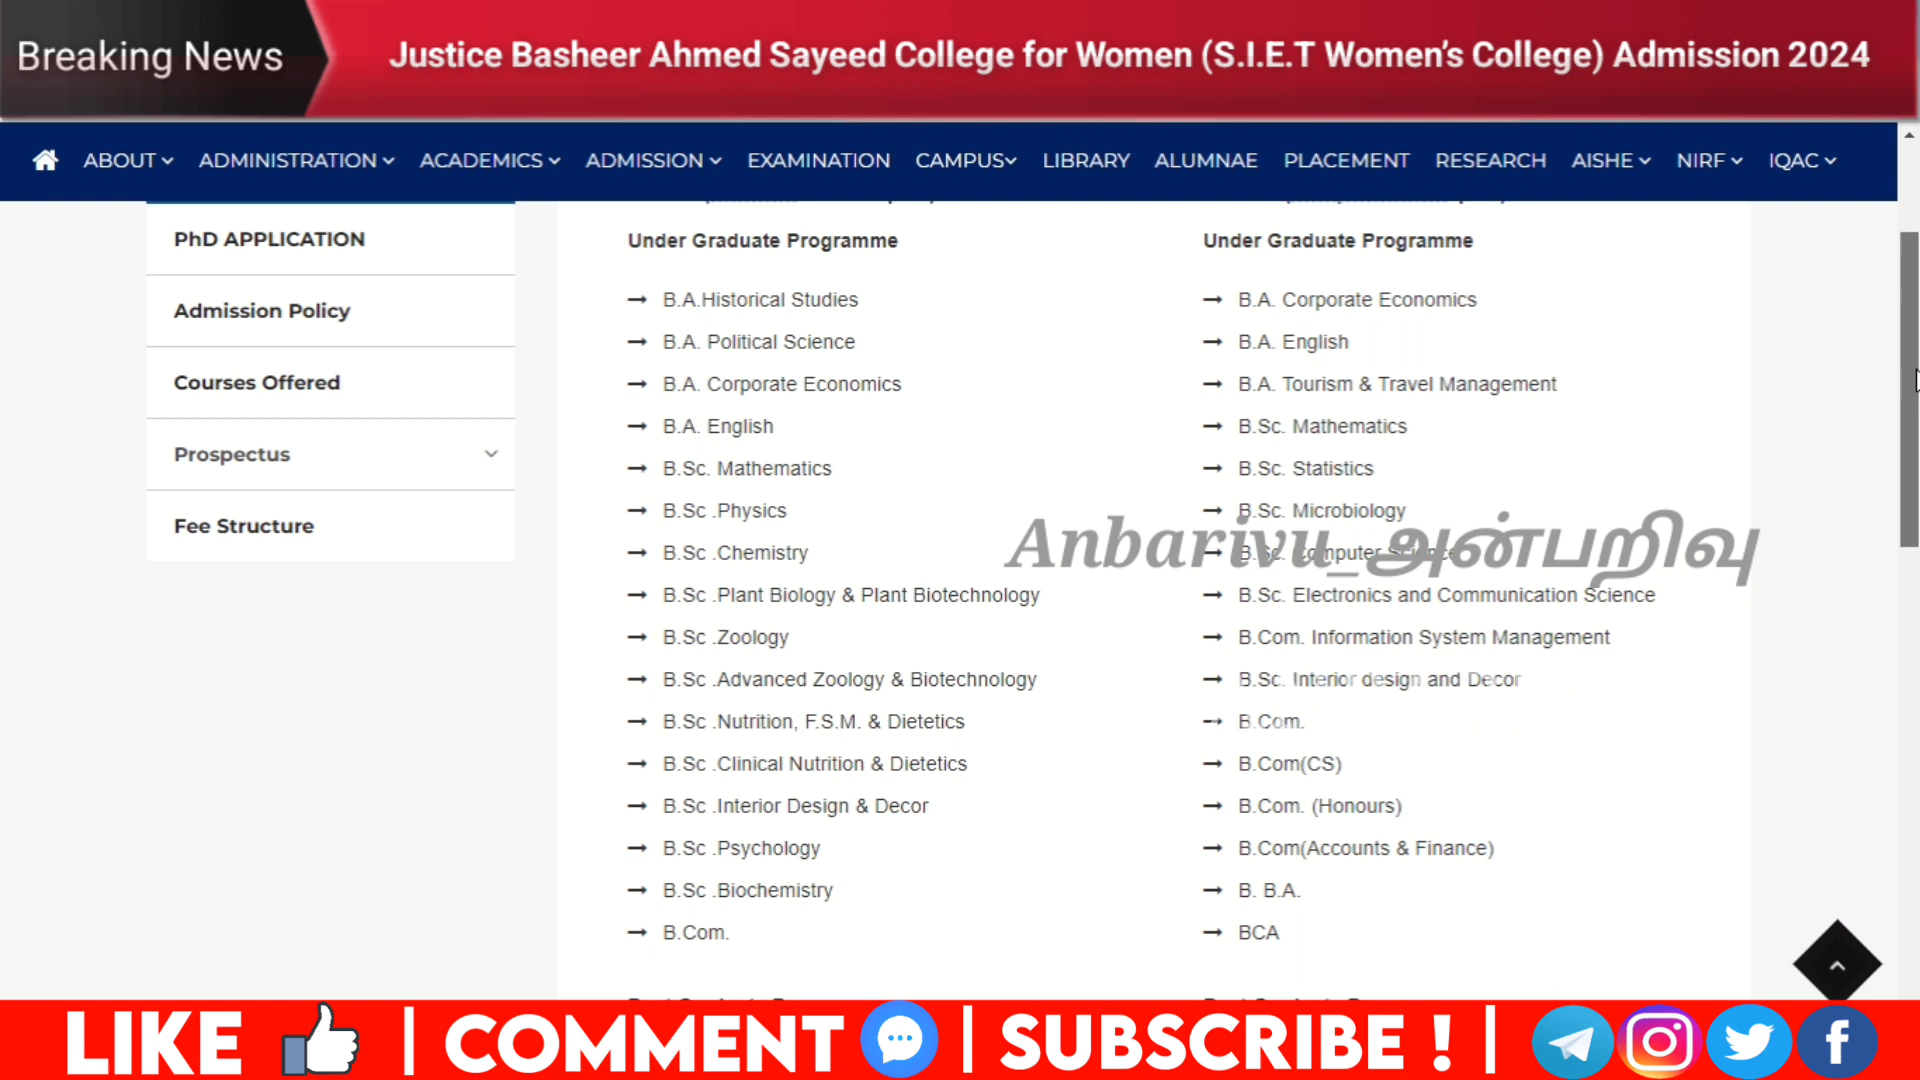 Breaking News
Justice Basheer Ahmed Sayeed College for Women (S.I.E.T Women's College) Admission 2024
ABOUT ADMINISTRATION ACADEMICS ADMISSION EXAMINATION CAMPUS LIBRARY ALUMNAE PLACEMENT RESEARCH AISHE NIRF IQAC
PhD APPLICATION
Admission Policy
Courses Offered
Prospectus
Fee Structure
Under Graduate Programme
B.A.Historical Studies
B.A. Political Science
B.A. Corporate Economics
B.A. English
B.Sc. Mathematics
B.Sc .Physics
B.Sc .Chemistry
B.Sc .Plant Biology & Plant Biotechnology
B.Sc .Zoology
B.Sc .Advanced Zoology & Biotechnology
B.Sc .Nutrition, F.S.M. & Dietetics
B.Sc .Clinical Nutrition & Dietetics
B.Sc .Interior Design & Decor
B.Sc .Psychology
B.Sc .Biochemistry
B.Com.
Under Graduate Programme
B.A. Corporate Economics
B.A. English
B.A. Tourism & Travel Management
B.Sc. Mathematics
B.Sc. Statistics
B.Sc. Microbiology
B.Sc. Computer Science
B.Sc. Electronics and Communication Science
B.Com. Information System Management
B.Sc. Interior design and Decor
B.Com.
B.Com(CS)
B.Com. (Honours)
B.Com(Accounts & Finance)
B. B.A.
BCA
Anbarivu_அன்பறிவு
LIKE | COMMENT | SUBSCRIBE ! |